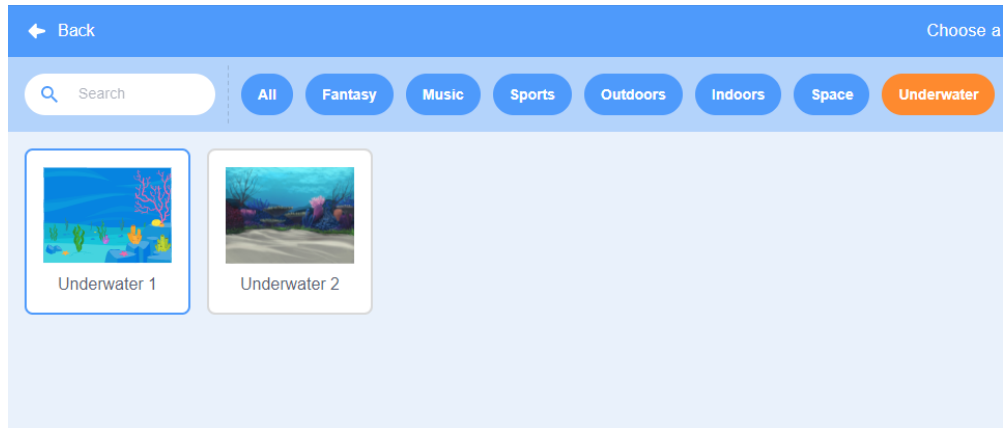 Back
Choose a
Search
All
Fantasy
Music
Sports
Outdoors
Indoors
Space
Underwater
Underwater 1
Underwater 2